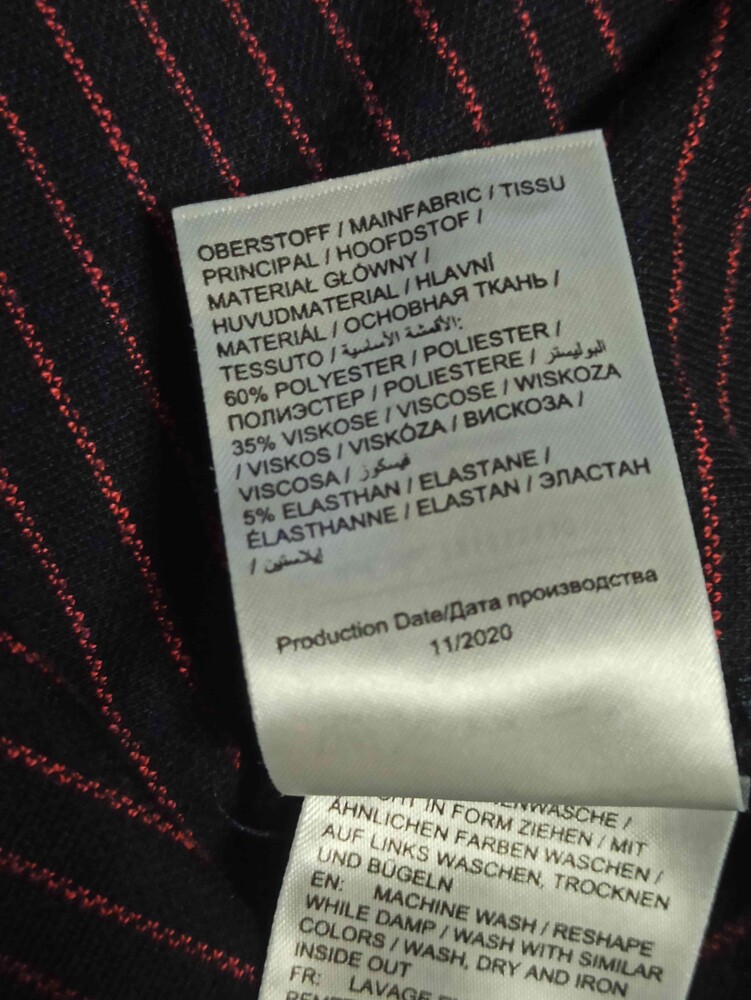 OBERSTOFF / MAINFABRIC / TISSU
PRINCIPAL / HOOFDSTOF /
MATERIAŁ GŁÓWNY /
HUVUDMATERIAL / HLAVNÍ
MATERIÁL / ОСНОВНАЯ ТКАНЬ /
TESSUTO / الأقمشة الأساسية:
60% POLYESTER / POLIESTER /
ПОЛИЭСТЕР / POLIESTERE / البوليستر
35% VISKOSE / VISCOSE / WISKOZA
/ VISKOS / VISKÓZA / ВИСКОЗА /
VISCOSA / فيسكوز
5% ELASTHAN / ELASTANE /
ÉLASTHANNE / ELASTAN / ЭЛАСТАН
/ إيلاستين
Production Date/Дата производства
11/2020
IN FORM ZIEHEN / MIT
ÄHNLICHEN FARBEN WASCHEN /
AUF LINKS WASCHEN, TROCKNEN
UND BÜGELN
EN: MACHINE WASH / RESHAPE
WHILE DAMP / WASH WITH SIMILAR
COLORS / WASH, DRY AND IRON
INSIDE OUT
FR: LAVAGE